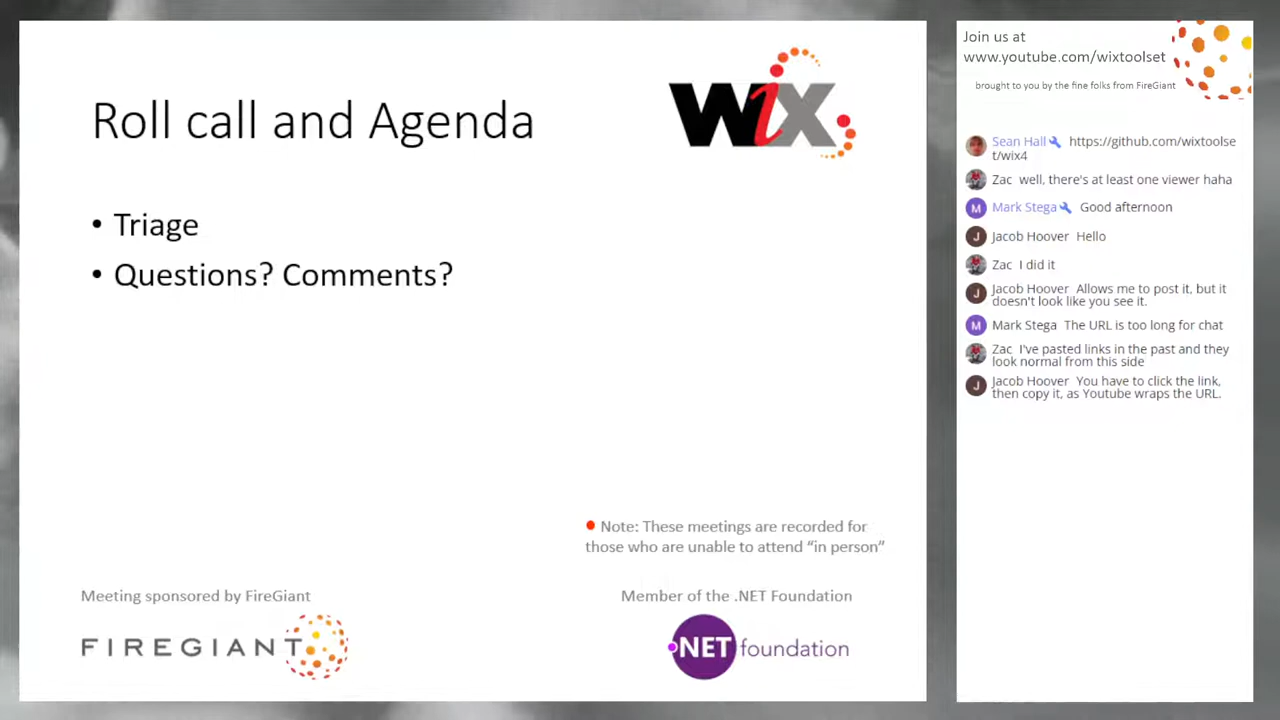 Roll call and Agenda
WiX
• Triage
• Questions? Comments?
Note: These meetings are recorded for
those who are unable to attend “in person”
Meeting sponsored by FireGiant
FIREGIANT
Member of the .NET Foundation
.NET foundation
Join us at
www.youtube.com/wixtoolset
brought to you by the fine folks from FireGiant
Sean Hall https://github.com/wixtoolse
t/wix4
Zac well, there's at least one viewer haha
M Mark Stega Good afternoon
J Jacob Hoover Hello
Zac I did it
J Jacob Hoover Allows me to post it, but it
doesn't look like you see it.
M Mark Stega The URL is too long for chat
Zac I've pasted links in the past and they
look normal from this side
J Jacob Hoover You have to click the link,
then copy it, as Youtube wraps the URL.